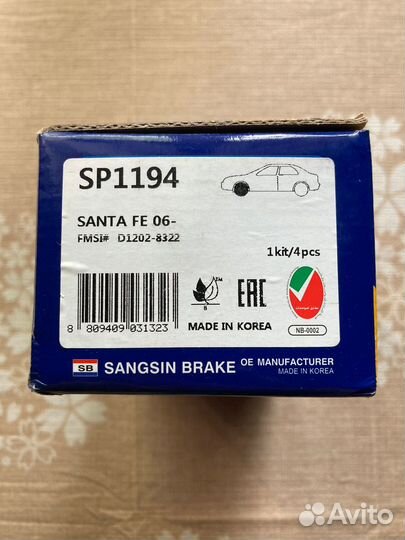 SP1194
SANTA FE 06-
FMSI# D1202-8322
1kit/4pcs
8 809409 031323
TM
B
EAC
NB-0002
MADE IN KOREA
SB
SANGSIN BRAKE
OE MANUFACTURER
MADE IN KOREA
Avito